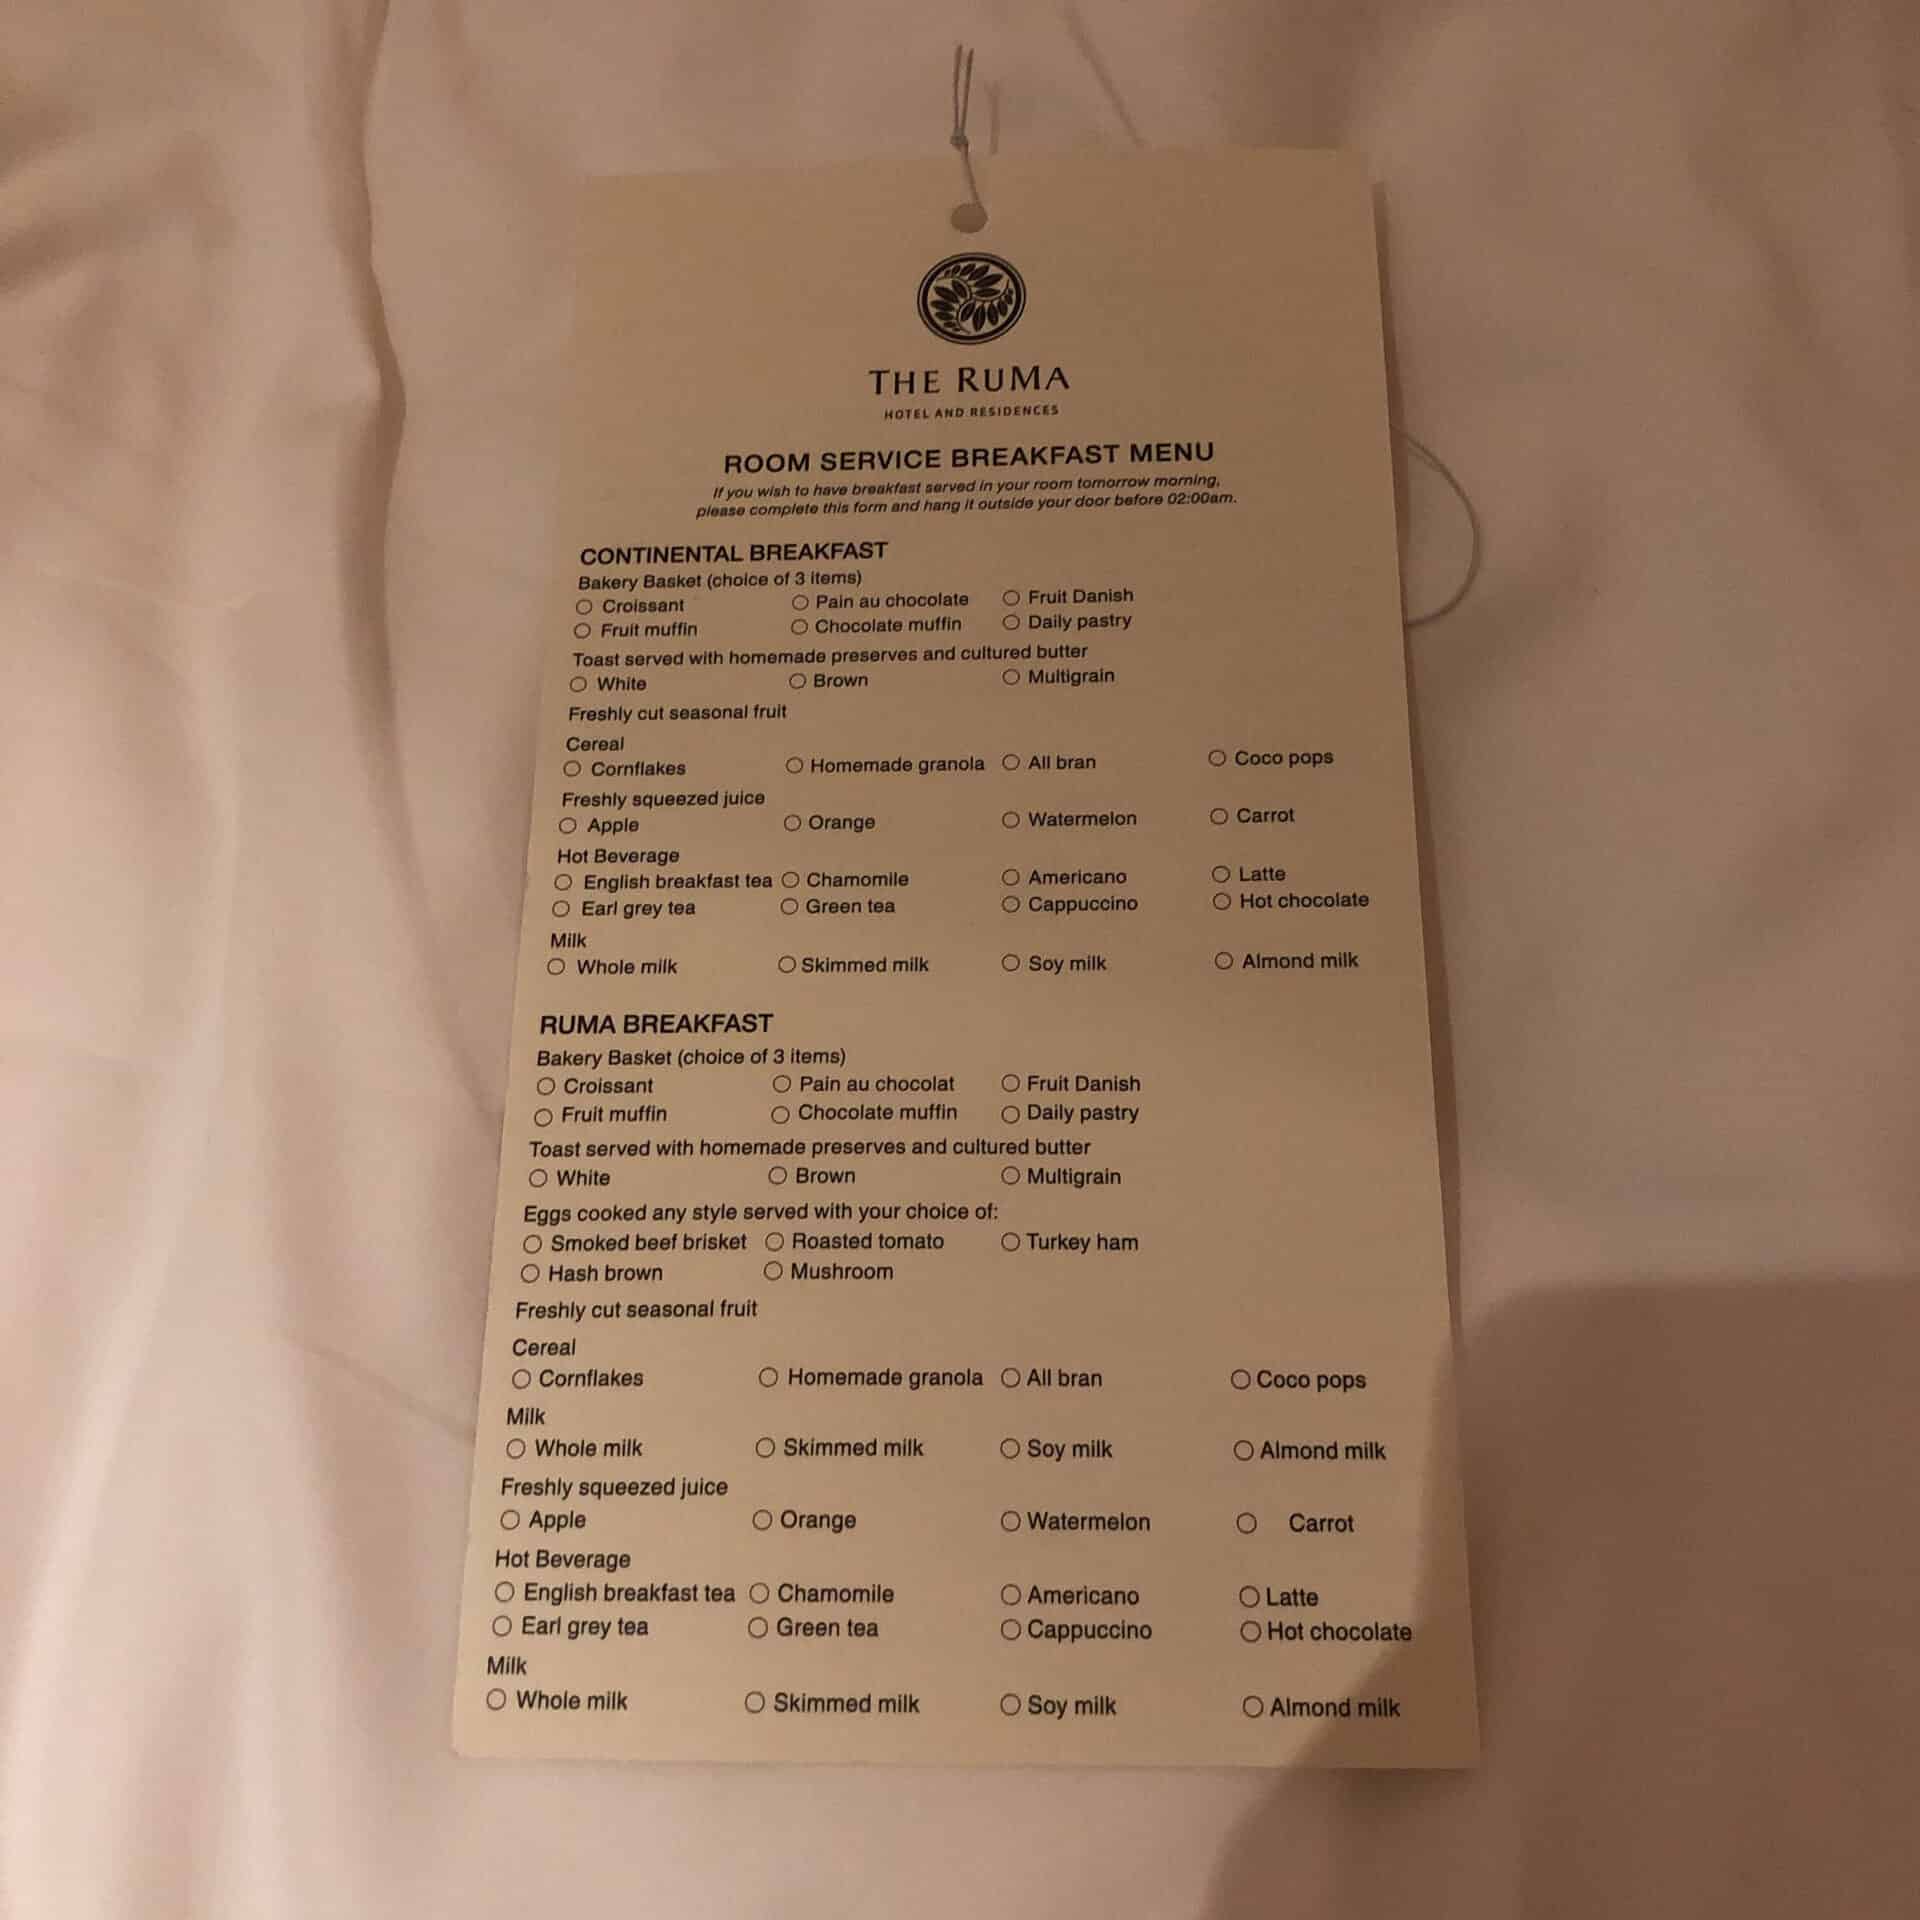 THE RUMA
HOTEL AND RESIDENCES
ROOM SERVICE BREAKFAST MENU
If you wish to have breakfast served in your room tomorrow morning,
please complete this form and hang it outside your door before 02:00am.
CONTINENTAL BREAKFAST
Bakery Basket (choice of 3 items)
Croissant Pain au chocolate Fruit Danish
Fruit muffin Chocolate muffin Daily pastry
Toast served with homemade preserves and cultured butter
White Brown Multigrain
Freshly cut seasonal fruit
Cereal
Cornflakes Homemade granola All bran Coco pops
Freshly squeezed juice
Apple Orange Watermelon Carrot
Hot Beverage
English breakfast tea Chamomile Americano Latte
Earl grey tea Green tea Cappuccino Hot chocolate
Milk
Whole milk Skimmed milk Soy milk Almond milk
RUMA BREAKFAST
Bakery Basket (choice of 3 items)
Croissant Pain au chocolat Fruit Danish
Fruit muffin Chocolate muffin Daily pastry
Toast served with homemade preserves and cultured butter
White Brown Multigrain
Eggs cooked any style served with your choice of:
Smoked beef brisket Roasted tomato Turkey ham
Hash brown Mushroom
Freshly cut seasonal fruit
Cereal
Cornflakes Homemade granola All bran Coco pops
Milk
Whole milk Skimmed milk Soy milk Almond milk
Freshly squeezed juice
Apple Orange Watermelon Carrot
Hot Beverage
English breakfast tea Chamomile Americano Latte
Earl grey tea Green tea Cappuccino Hot chocolate
Milk
Whole milk Skimmed milk Soy milk Almond milk